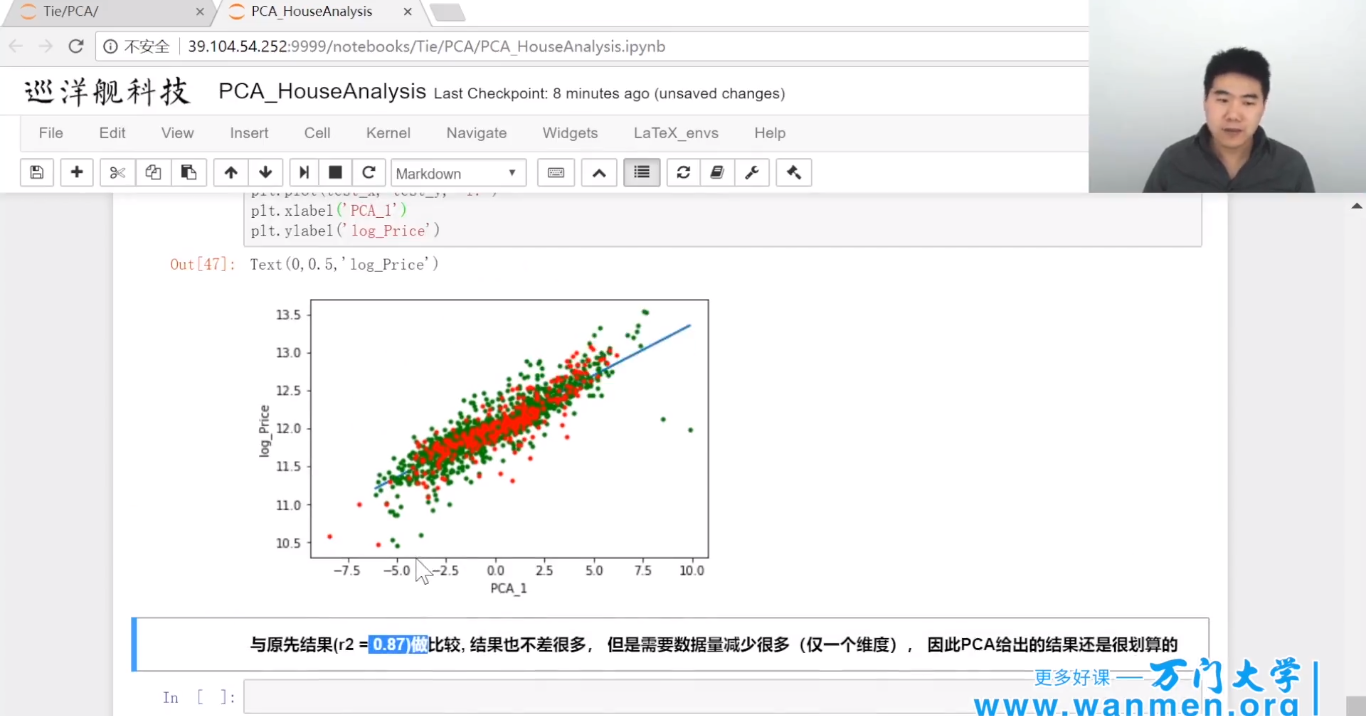 Tie/PCA/
PCA_HouseAnalysis
不安全 39.104.54.252:9999/notebooks/Tie/PCA/PCA_HouseAnalysis.ipynb
巡洋舰科技 PCA_HouseAnalysis Last Checkpoint: 8 minutes ago (unsaved changes)
File Edit View Insert Cell Kernel Navigate Widgets LaTeX_envs Help
Markdown
plt.xlabel('PCA_1')
plt.ylabel('log_Price')
Out[47]: Text(0,0.5,'log_Price')
13.5
13.0
12.5
12.0
11.5
11.0
10.5
log_Price
−7.5 −5.0 −2.5 0.0 2.5 5.0 7.5 10.0
PCA_1
与原先结果(r2 = 0.87)做比较, 结果也不差很多， 但是需要数据量减少很多（仅一个维度）， 因此PCA给出的结果还是很划算的
In [ ]:
更多好课 — 万门大学
www.wanmen.org